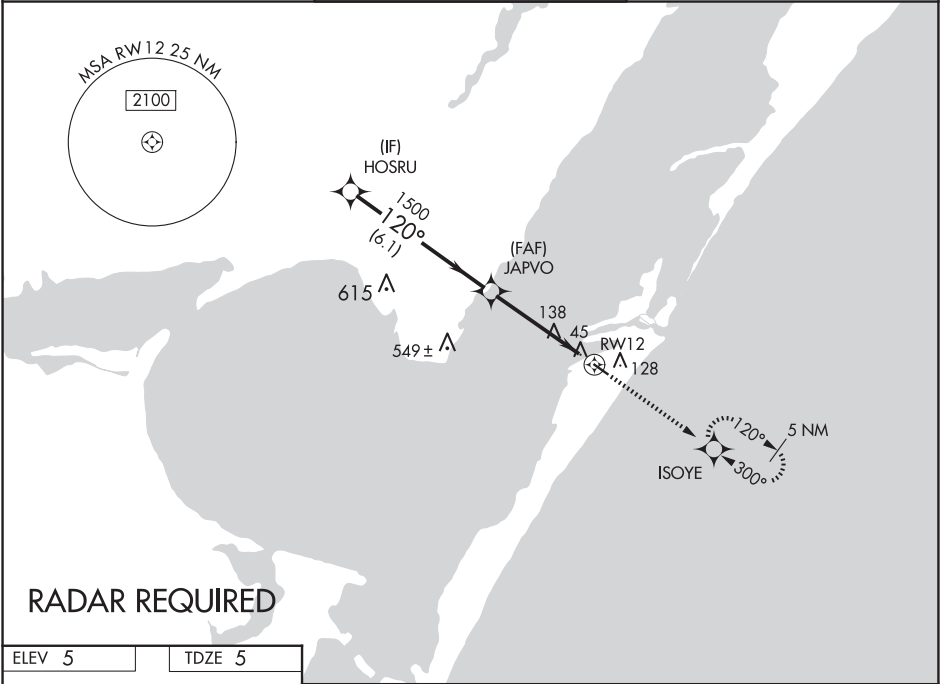 MSA RW12 25 NM
2100
(IF)
HOSRU
1500
120°
(6.1)
(FAF)
JAPVO
615
549 ±
138
45
RW12
128
120°
5 NM
300°
ISOYE
RADAR REQUIRED
ELEV 5
TDZE 5